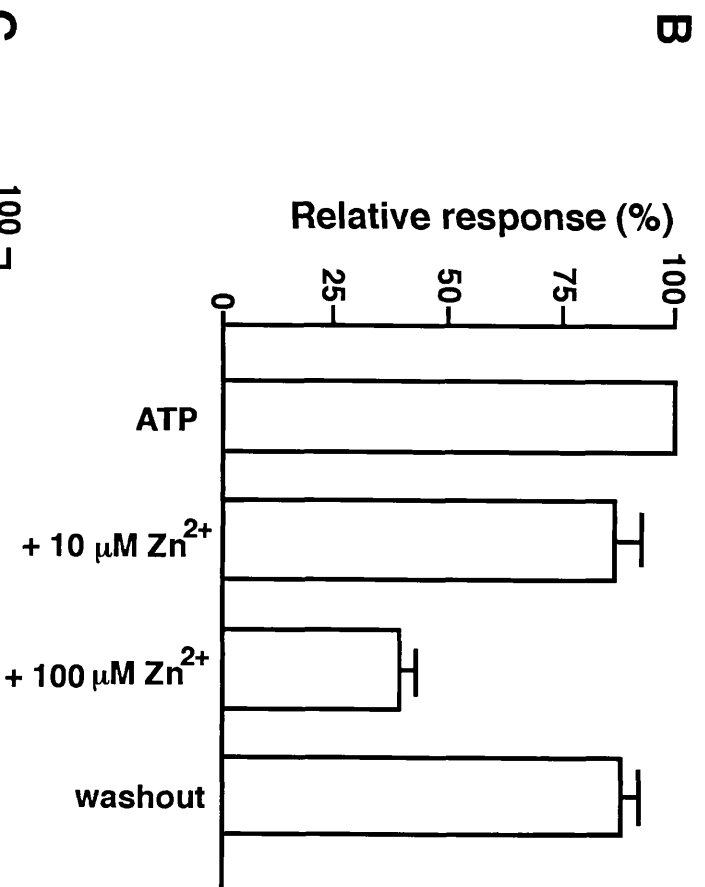 B
Relative response (%)
100
75
50
25
0
ATP
+ 10 µM Zn2+
+ 100 µM Zn2+
washout
C
100